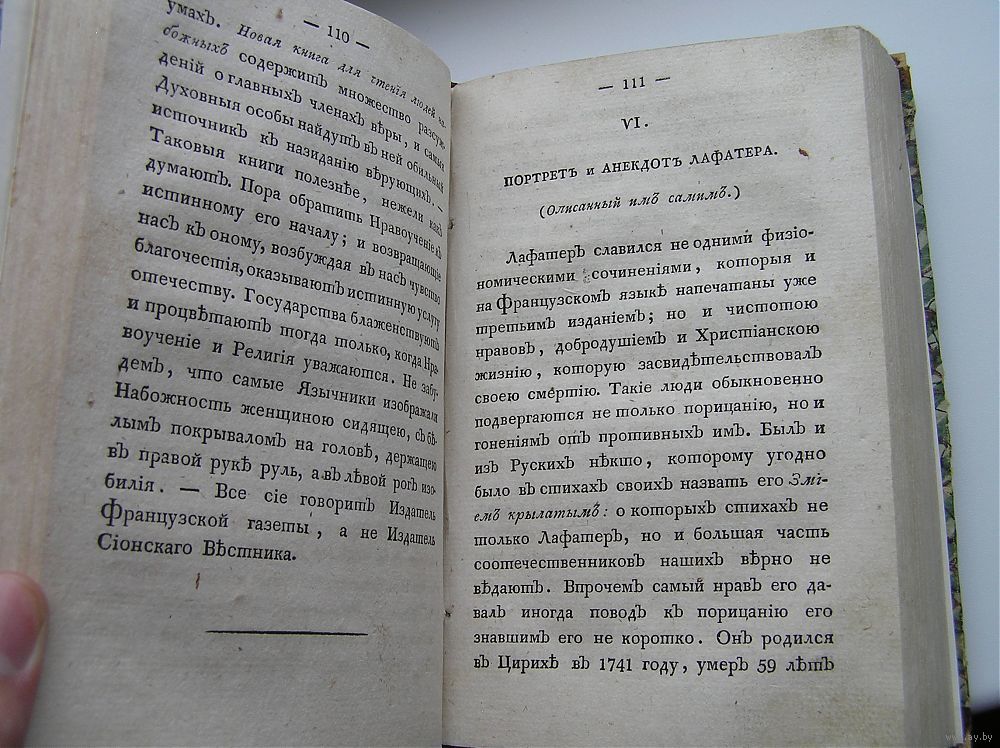 — 110 —
умахъ. Новая книга для чтенія людей на-
божныхъ содержитъ множество разсуж-
деній о главныхъ членахъ вѣры, и самыя
Духовныя особы найдутъ въ ней обильный
источникъ къ назиданію вѣрующихъ. —
Таковыя книги полезнѣе, нежели какъ
думаютъ. Пора обратить Нравоученіе къ
истинному его началу; и возвращающіе
насъ къ оному, возбуждая въ насъ чувство
благочестія, оказываютъ истинную услугу
отечеству. Государства блаженствуютъ
и процвѣтаютъ тогда только, когда Нра-
воученіе и Религія уважаются. Не забу-
демъ, что самые Язычники изображали
Набожность женщиною сидящею, съ бѣ-
лымъ покрываломъ на головѣ, держащею
въ правой рукѣ руль, а въ лѣвой рогъ изо-
билія. — Все сіе говоритъ Издатель
Французской газеты, а не Издатель
Сіонскаго Вѣстника.
— 111 —
VI.
ПОРТРЕТЪ И АНЕКДОТЪ ЛАФАТЕРА.
(Описанный имъ самимъ.)
Лафатеръ славился не одними физіо-
номическими сочиненіями, которыя и
на Французскомъ языкѣ напечатаны уже
третьимъ изданіемъ; но и чистотою
нравовъ, добродушіемъ и Христіанскою
жизнію, которую засвидѣтельствовалъ
своею смертію. Такіе люди обыкновенно
подвергаются не только порицанію, но и
гоненіямъ отъ противныхъ имъ. Былъ и
изъ Рускихъ нѣкто, которому угодно
было въ стихахъ своихъ назвать его Змі-
емъ крылатымъ: о которыхъ стихахъ не
только Лафатеръ, но и большая часть
соотечественниковъ нашихъ вѣрно не
вѣдаютъ. Впрочемъ самый нравъ его да-
валъ иногда поводъ къ порицанію его
знавшимъ его не коротко. Онъ родился
въ Цирихѣ въ 1741 году, умеръ 59 лѣтъ
www.ay.by